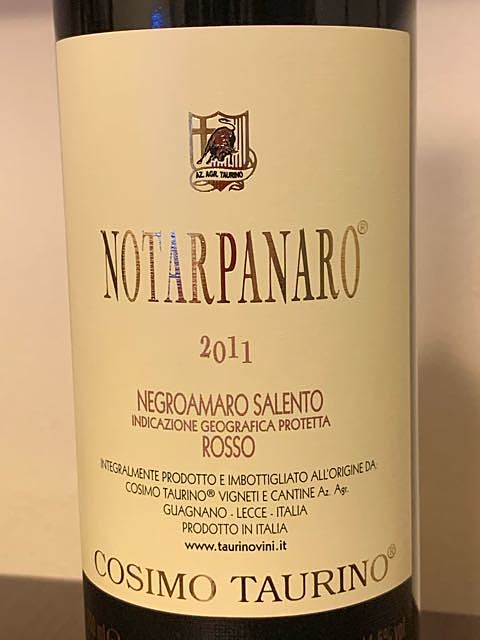 AZ. AGR. TAURINO
NOTARPANARO®
2011
NEGROAMARO SALENTO
INDICAZIONE GEOGRAFICA PROTETTA
ROSSO
INTEGRALMENTE PRODOTTO E IMBOTTIGLIATO ALL'ORIGINE DA:
COSIMO TAURINO® VIGNETI E CANTINE Az. Agr.
GUAGNANO - LECCE - ITALIA
PRODOTTO IN ITALIA
www.taurinovini.it
COSIMO TAURINO®